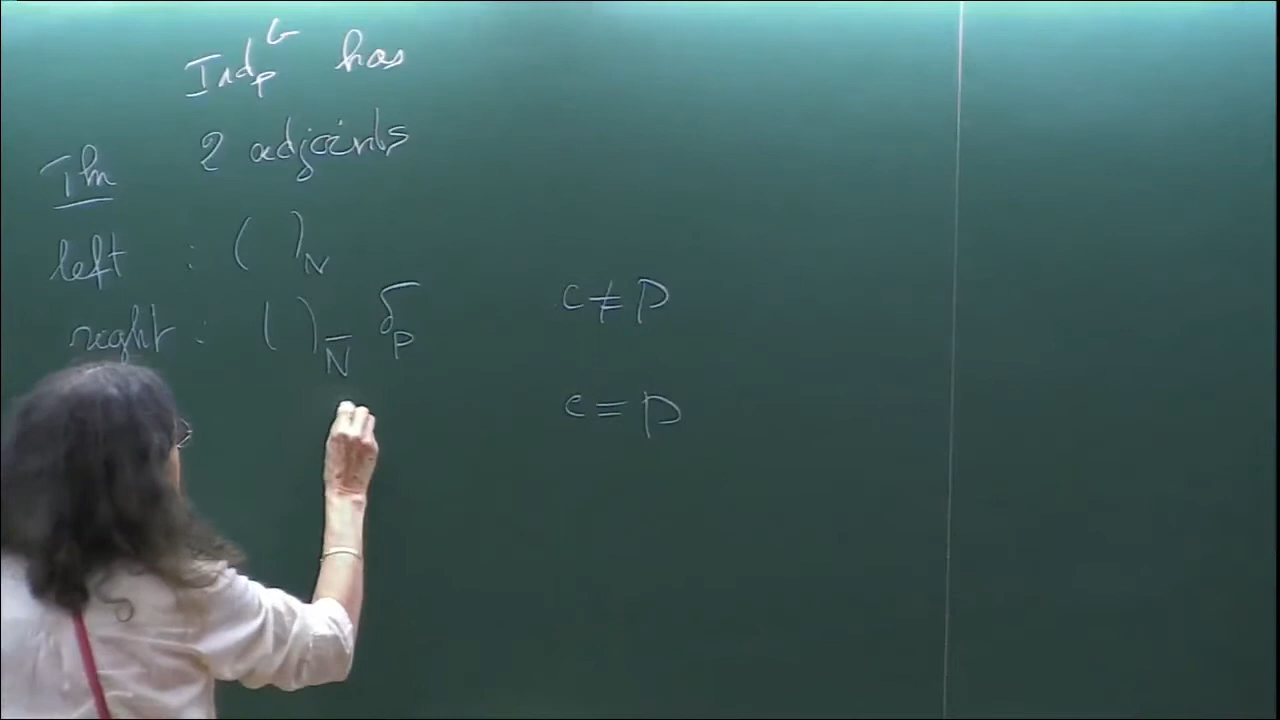 Ind_P^G has
2 adjoints
Thm
left : ( )_N
right : ( )_N̄ δ_P c ≠ p
c = p